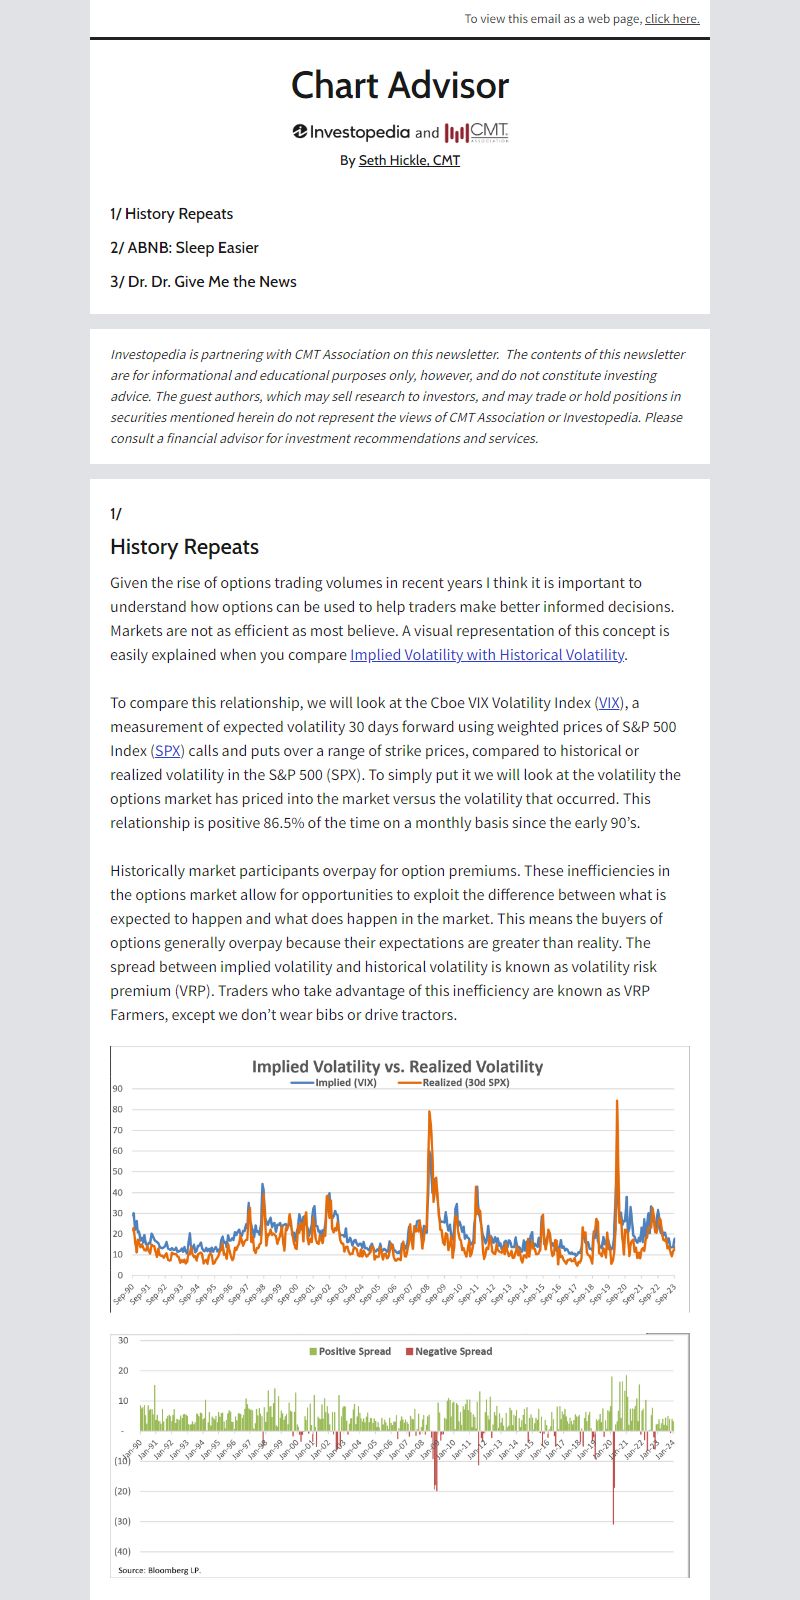 To view this email as a web page, click here.
Chart Advisor
Investopedia and CMT ASSOCIATION
By Seth Hickle, CMT
1/ History Repeats
2/ ABNB: Sleep Easier
3/ Dr. Dr. Give Me the News
Investopedia is partnering with CMT Association on this newsletter. The contents of this newsletter
are for informational and educational purposes only, however, and do not constitute investing
advice. The guest authors, which may sell research to investors, and may trade or hold positions in
securities mentioned herein do not represent the views of CMT Association or Investopedia. Please
consult a financial advisor for investment recommendations and services.
1/
History Repeats
Given the rise of options trading volumes in recent years I think it is important to
understand how options can be used to help traders make better informed decisions.
Markets are not as efficient as most believe. A visual representation of this concept is
easily explained when you compare Implied Volatility with Historical Volatility.
To compare this relationship, we will look at the Cboe VIX Volatility Index (VIX), a
measurement of expected volatility 30 days forward using weighted prices of S&P 500
Index (SPX) calls and puts over a range of strike prices, compared to historical or
realized volatility in the S&P 500 (SPX). To simply put it we will look at the volatility the
options market has priced into the market versus the volatility that occurred. This
relationship is positive 86.5% of the time on a monthly basis since the early 90's.
Historically market participants overpay for option premiums. These inefficiencies in
the options market allow for opportunities to exploit the difference between what is
expected to happen and what does happen in the market. This means the buyers of
options generally overpay because their expectations are greater than reality. The
spread between implied volatility and historical volatility is known as volatility risk
premium (VRP). Traders who take advantage of this inefficiency are known as VRP
Farmers, except we don't wear bibs or drive tractors.
Implied Volatility vs. Realized Volatility
Implied (VIX) Realized (30d SPX)
90
80
70
60
50
40
30
20
10
0
Sep-90 Sep-91 Sep-92 Sep-93 Sep-94 Sep-95 Sep-96 Sep-97 Sep-98 Sep-99 Sep-00 Sep-01 Sep-02 Sep-03 Sep-04 Sep-05 Sep-06 Sep-07 Sep-08 Sep-09 Sep-10 Sep-11 Sep-12 Sep-13 Sep-14 Sep-15 Sep-16 Sep-17 Sep-18 Sep-19 Sep-20 Sep-21 Sep-22 Sep-23
Positive Spread Negative Spread
30
20
10
-
Jan-90 Jan-91 Jan-92 Jan-93 Jan-94 Jan-95 Jan-96 Jan-97 Jan-98 Jan-99 Jan-00 Jan-01 Jan-02 Jan-03 Jan-04 Jan-05 Jan-06 Jan-07 Jan-08 Jan-09 Jan-10 Jan-11 Jan-12 Jan-13 Jan-14 Jan-15 Jan-16 Jan-17 Jan-18 Jan-19 Jan-20 Jan-21 Jan-22 Jan-23 Jan-24
(10)
(20)
(30)
(40)
Source: Bloomberg LP.